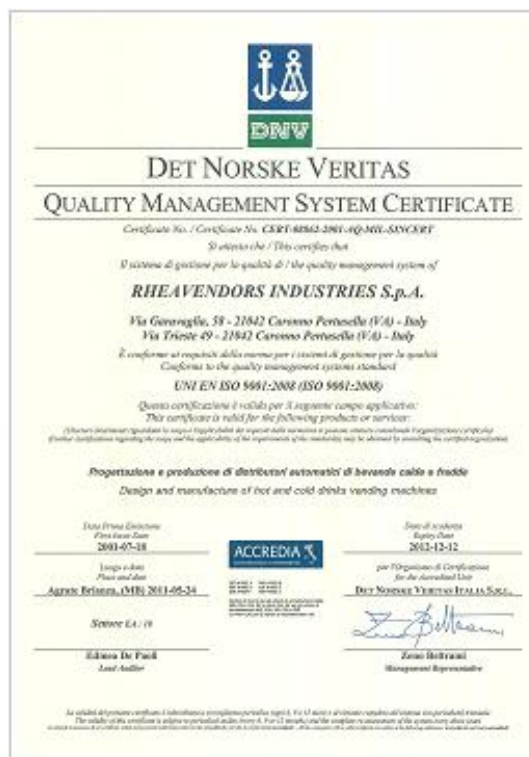 DNV
DET NORSKE VERITAS
QUALITY MANAGEMENT SYSTEM CERTIFICATE
Certificato No. / Certificate No. CERT-08862-2001-AQ-MIL-SINCERT
Si attesta che / This certifies that
Il sistema di gestione per la qualità di / the quality management system of
RHEAVENDORS INDUSTRIES S.p.A.
Via Garavaglia, 58 - 21042 Caronno Pertusella (VA) - Italy
Via Trieste 49 - 21042 Caronno Pertusella (VA) - Italy
È conforme ai requisiti della norma per i sistemi di gestione per la qualità
Conforms to the quality management systems standard
UNI EN ISO 9001:2008 (ISO 9001:2008)
Questa certificazione è valida per il seguente campo applicativo:
This certificate is valid for the following products or services:
Progettazione e produzione di distributori automatici di bevande calde e fredde
Design and manufacture of hot and cold drinks vending machines
Data Prima Emissione
First Issue Date
2001-07-18
Luogo e data
Place and date
Agrate Brianza, (MB) 2011-05-24
Settore EA: 18
Lead Auditor
ACCREDIA
Data di scadenza
Expiry Date
2012-12-12
per l'Organismo di Certificazione
for the Accredited Unit
DET NORSKE VERITAS ITALIA S.R.L.
Zeno Beltrami
Zeno Beltrami
Management Representative